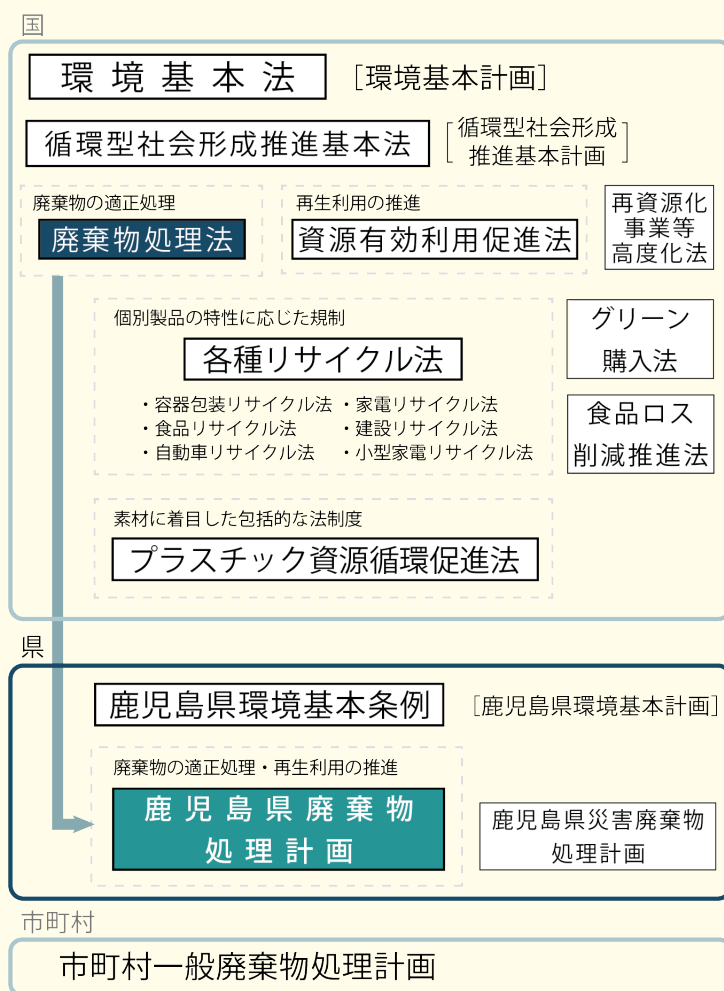 国
環境基本法 [環境基本計画]
循環型社会形成推進基本法 [循環型社会形成
推進基本計画]
廃棄物の適正処理
廃棄物処理法
再生利用の推進
資源有効利用促進法
再資源化
事業等
高度化法
個別製品の特性に応じた規制
各種リサイクル法
・容器包装リサイクル法 ・家電リサイクル法
・食品リサイクル法 ・建設リサイクル法
・自動車リサイクル法 ・小型家電リサイクル法
グリーン
購入法
食品ロス
削減推進法
素材に着目した包括的な法制度
プラスチック資源循環促進法
県
鹿児島県環境基本条例 [鹿児島県環境基本計画]
廃棄物の適正処理・再生利用の推進
鹿児島県廃棄物
処理計画
鹿児島県災害廃棄物
処理計画
市町村
市町村一般廃棄物処理計画